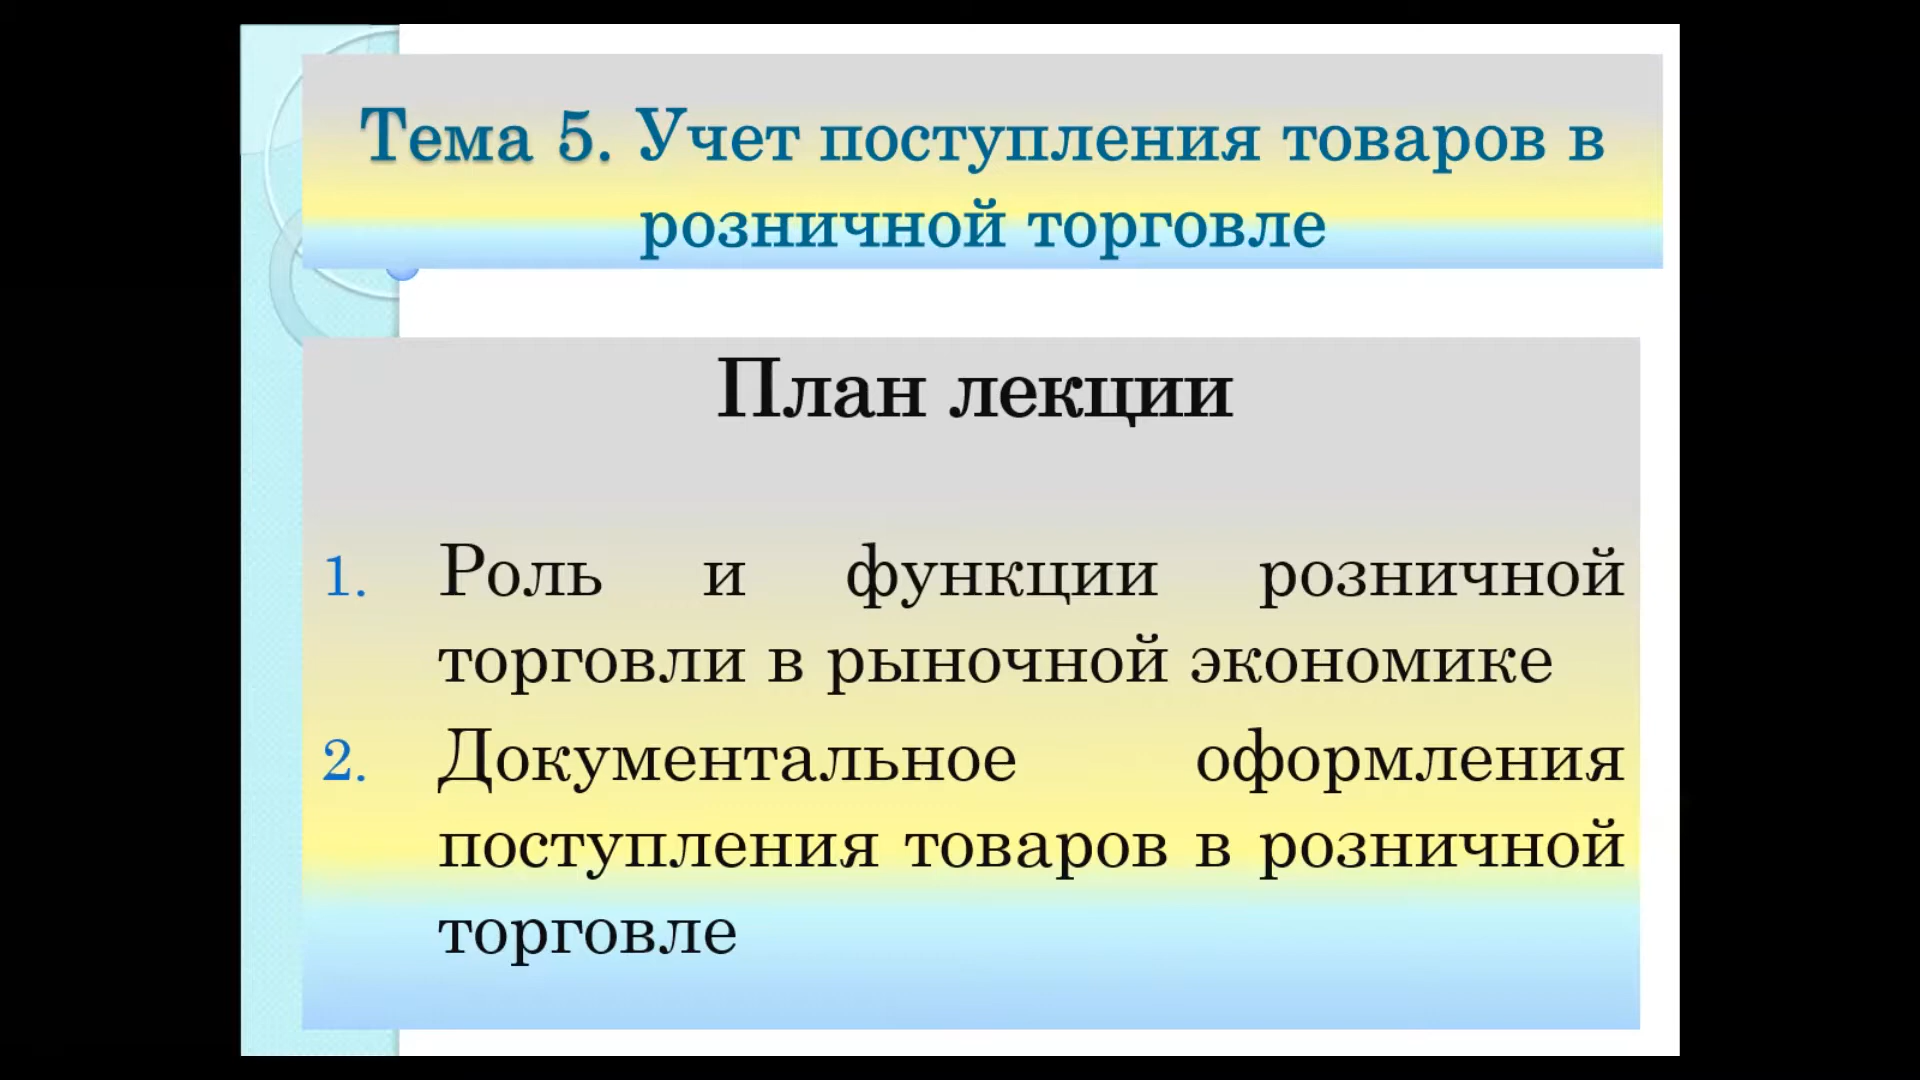 Тема 5. Учет поступления товаров в
розничной торговле
План лекции
1. Роль и функции розничной
торговли в рыночной экономике
2. Документальное оформления
поступления товаров в розничной
торговле